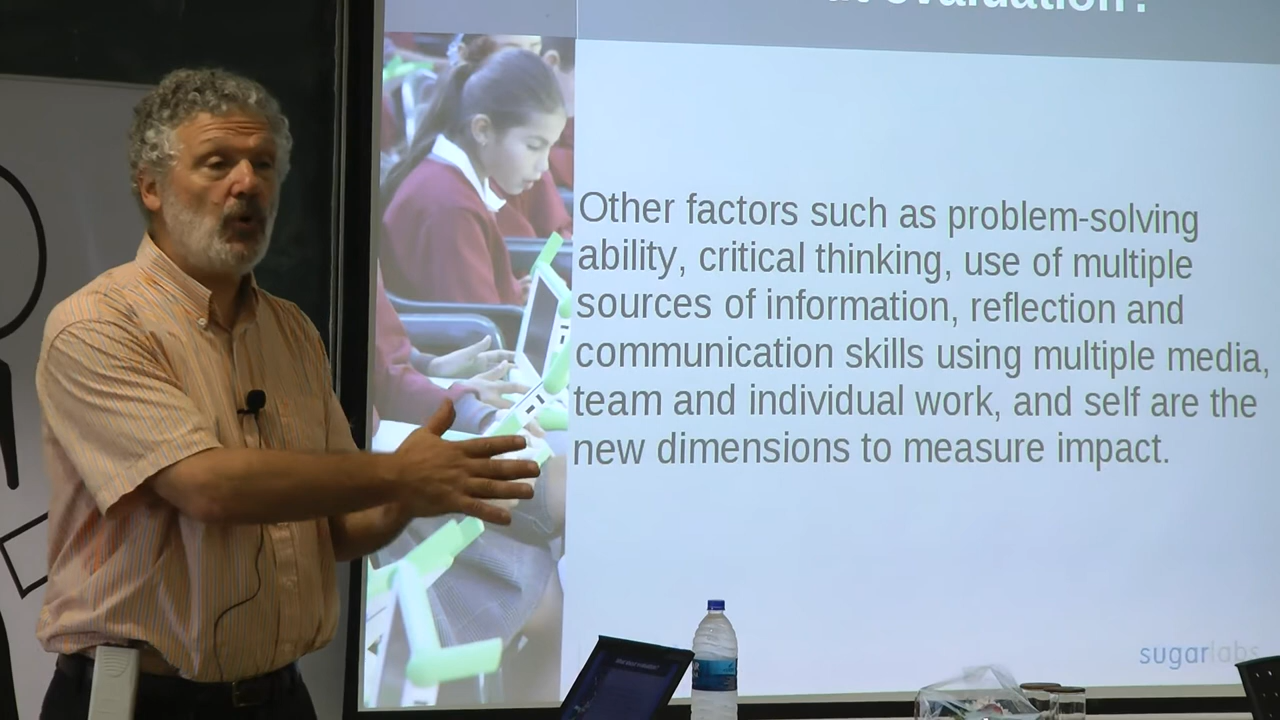 evaluation?
Other factors such as problem-solving
ability, critical thinking, use of multiple
sources of information, reflection and
communication skills using multiple media,
team and individual work, and self are the
new dimensions to measure impact.
sugarlabs